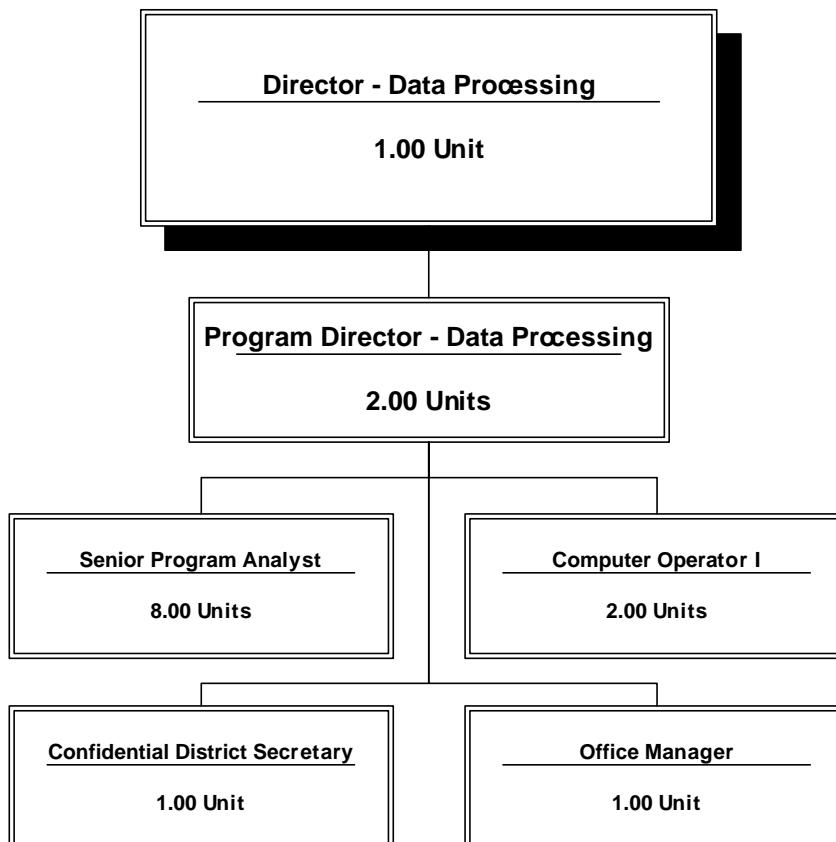 Director - Data Processing
1.00 Unit
Program Director - Data Processing
2.00 Units
Senior Program Analyst
8.00 Units
Computer Operator I
2.00 Units
Confidential District Secretary
1.00 Unit
Office Manager
1.00 Unit